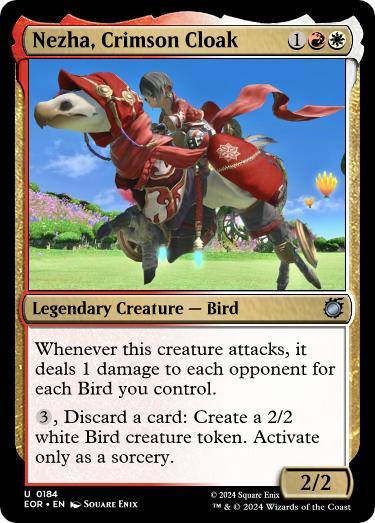 Nezha, Crimson Cloak 1
Legendary Creature — Bird
Whenever this creature attacks, it
deals 1 damage to each opponent for
each Bird you control.
3, Discard a card: Create a 2/2
white Bird creature token. Activate
only as a sorcery.
2/2
U 0184
EOR • EN SQUARE ENIX
© 2024 Square Enix
™ & © 2024 Wizards of the Coast